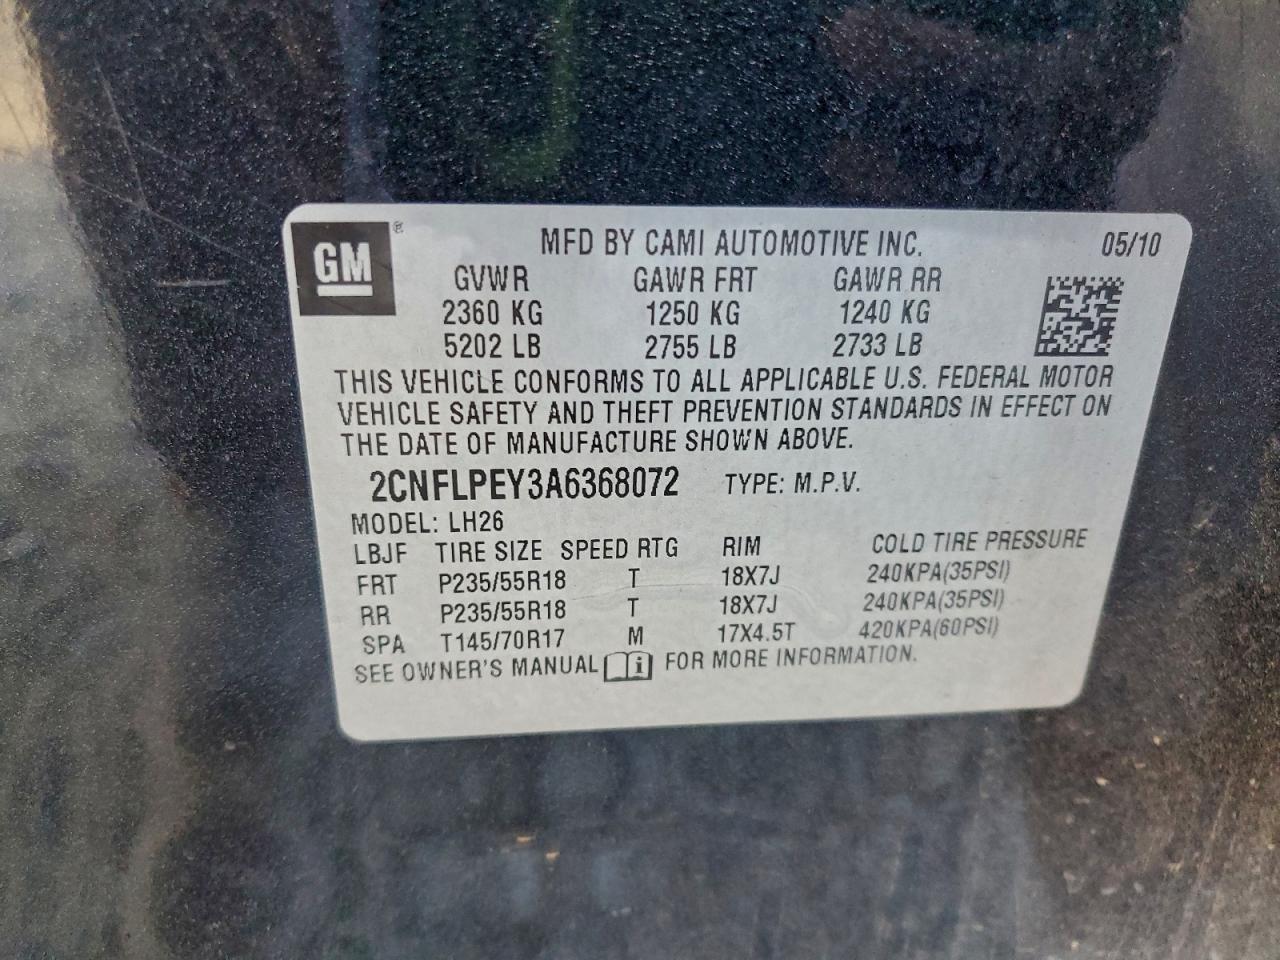 GM ® MFD BY CAMI AUTOMOTIVE INC. 05/10
GVWR GAWR FRT GAWR RR
2360 KG 1250 KG 1240 KG
5202 LB 2755 LB 2733 LB
THIS VEHICLE CONFORMS TO ALL APPLICABLE U.S. FEDERAL MOTOR
VEHICLE SAFETY AND THEFT PREVENTION STANDARDS IN EFFECT ON
THE DATE OF MANUFACTURE SHOWN ABOVE.
2CNFLPEY3A6368072 TYPE: M.P.V.
MODEL: LH26
LBJF TIRE SIZE SPEED RTG RIM COLD TIRE PRESSURE
FRT P235/55R18 T 18X7J 240KPA(35PSI)
RR P235/55R18 T 18X7J 240KPA(35PSI)
SPA T145/70R17 M 17X4.5T 420KPA(60PSI)
SEE OWNER'S MANUAL i FOR MORE INFORMATION.